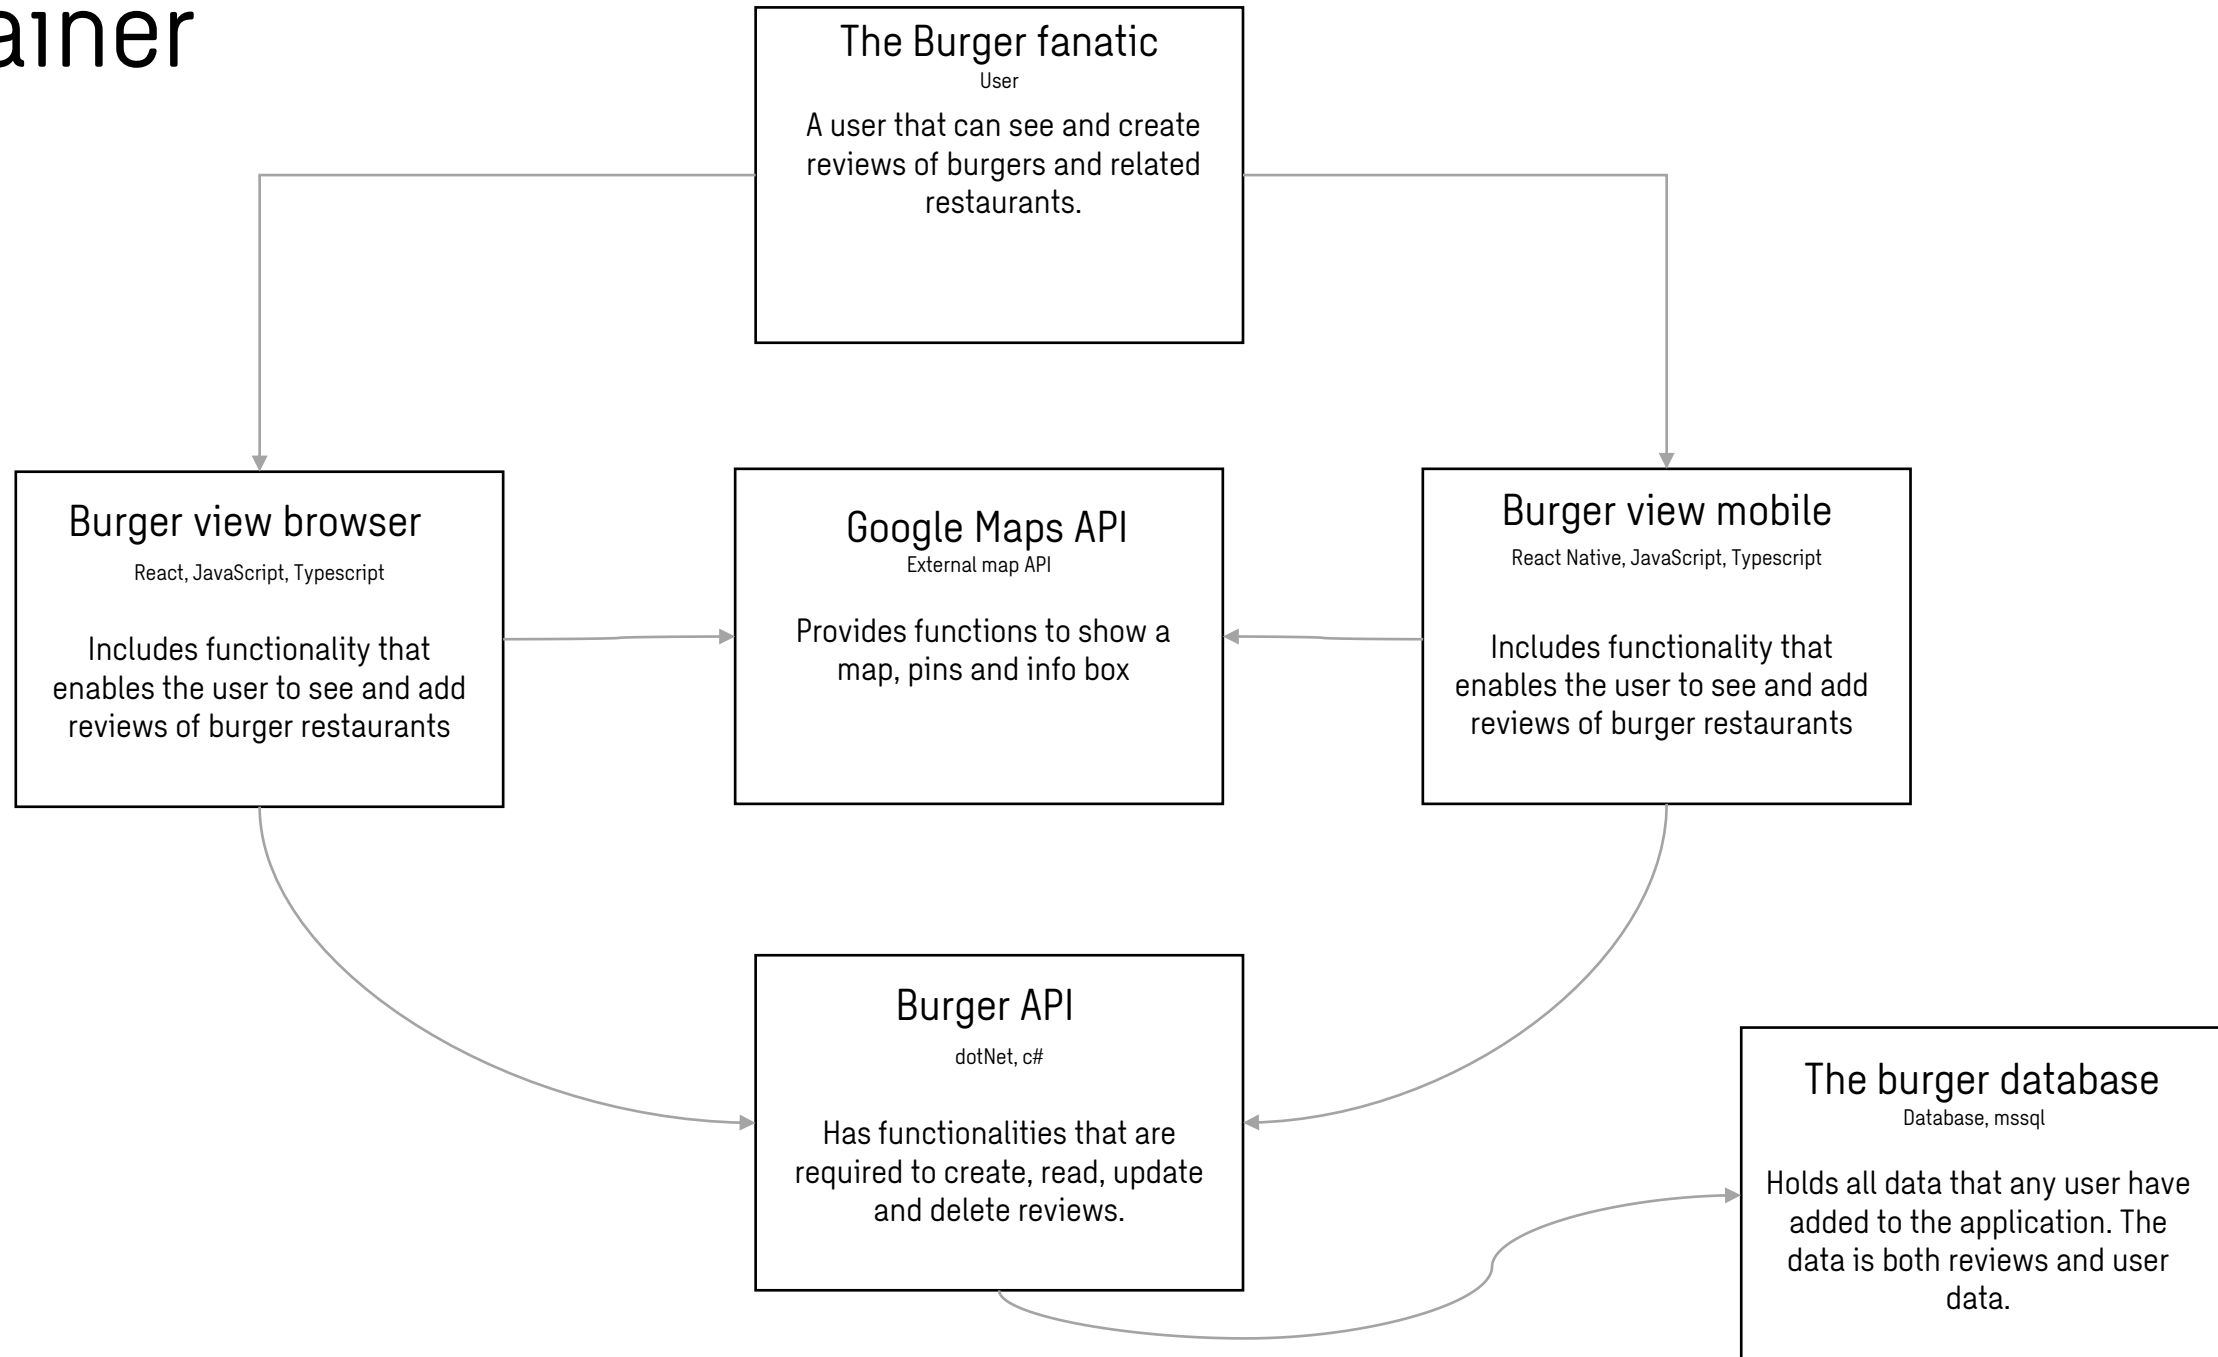 ainer
The Burger fanatic
User
A user that can see and create
reviews of burgers and related
restaurants.
Burger view browser
React, JavaScript, Typescript
Includes functionality that
enables the user to see and add
reviews of burger restaurants
Google Maps API
External map API
Provides functions to show a
map, pins and info box
Burger view mobile
React Native, JavaScript, Typescript
Includes functionality that
enables the user to see and add
reviews of burger restaurants
Burger API
dotNet, c#
Has functionalities that are
required to create, read, update
and delete reviews.
The burger database
Database, mssql
Holds all data that any user have
added to the application. The
data is both reviews and user
data.